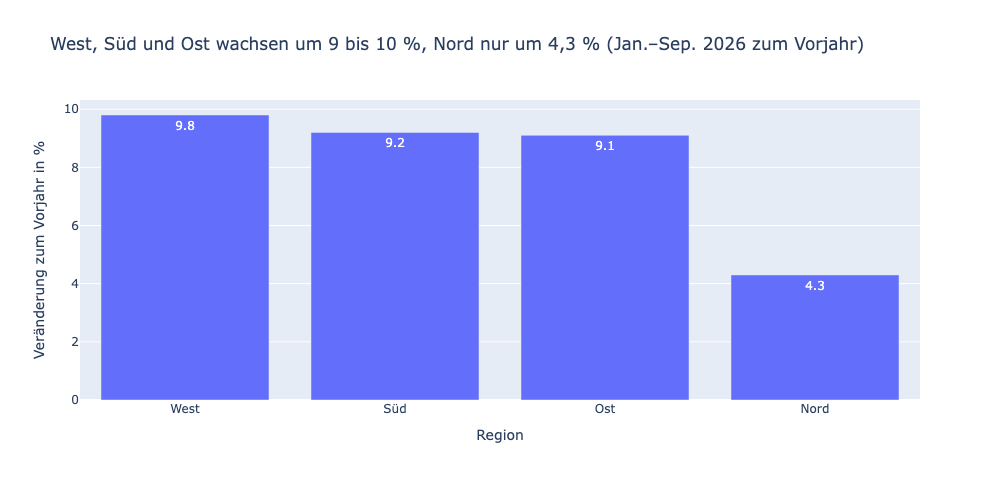 West, Süd und Ost wachsen um 9 bis 10 %, Nord nur um 4,3 % (Jan.–Sep. 2026 zum Vorjahr)
Veränderung zum Vorjahr in %
10
8
6
4
2
0
9.8
9.2
9.1
4.3
West
Süd
Ost
Nord
Region